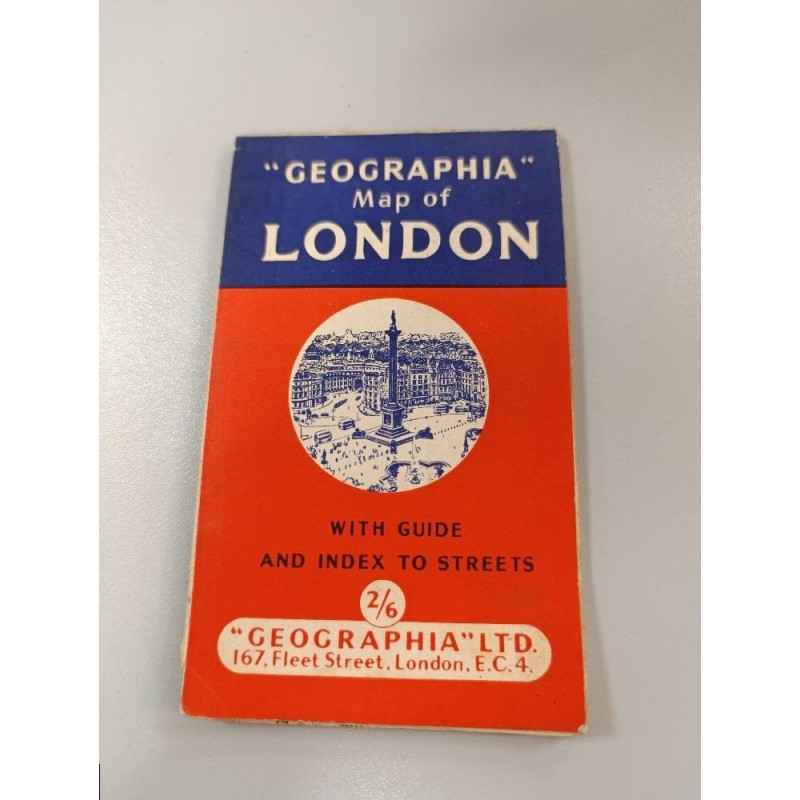 "GEOGRAPHIA"
Map of
LONDON
WITH GUIDE
AND INDEX TO STREETS
2/6
"GEOGRAPHIA" LTD.
167, Fleet Street, London, E.C.4.